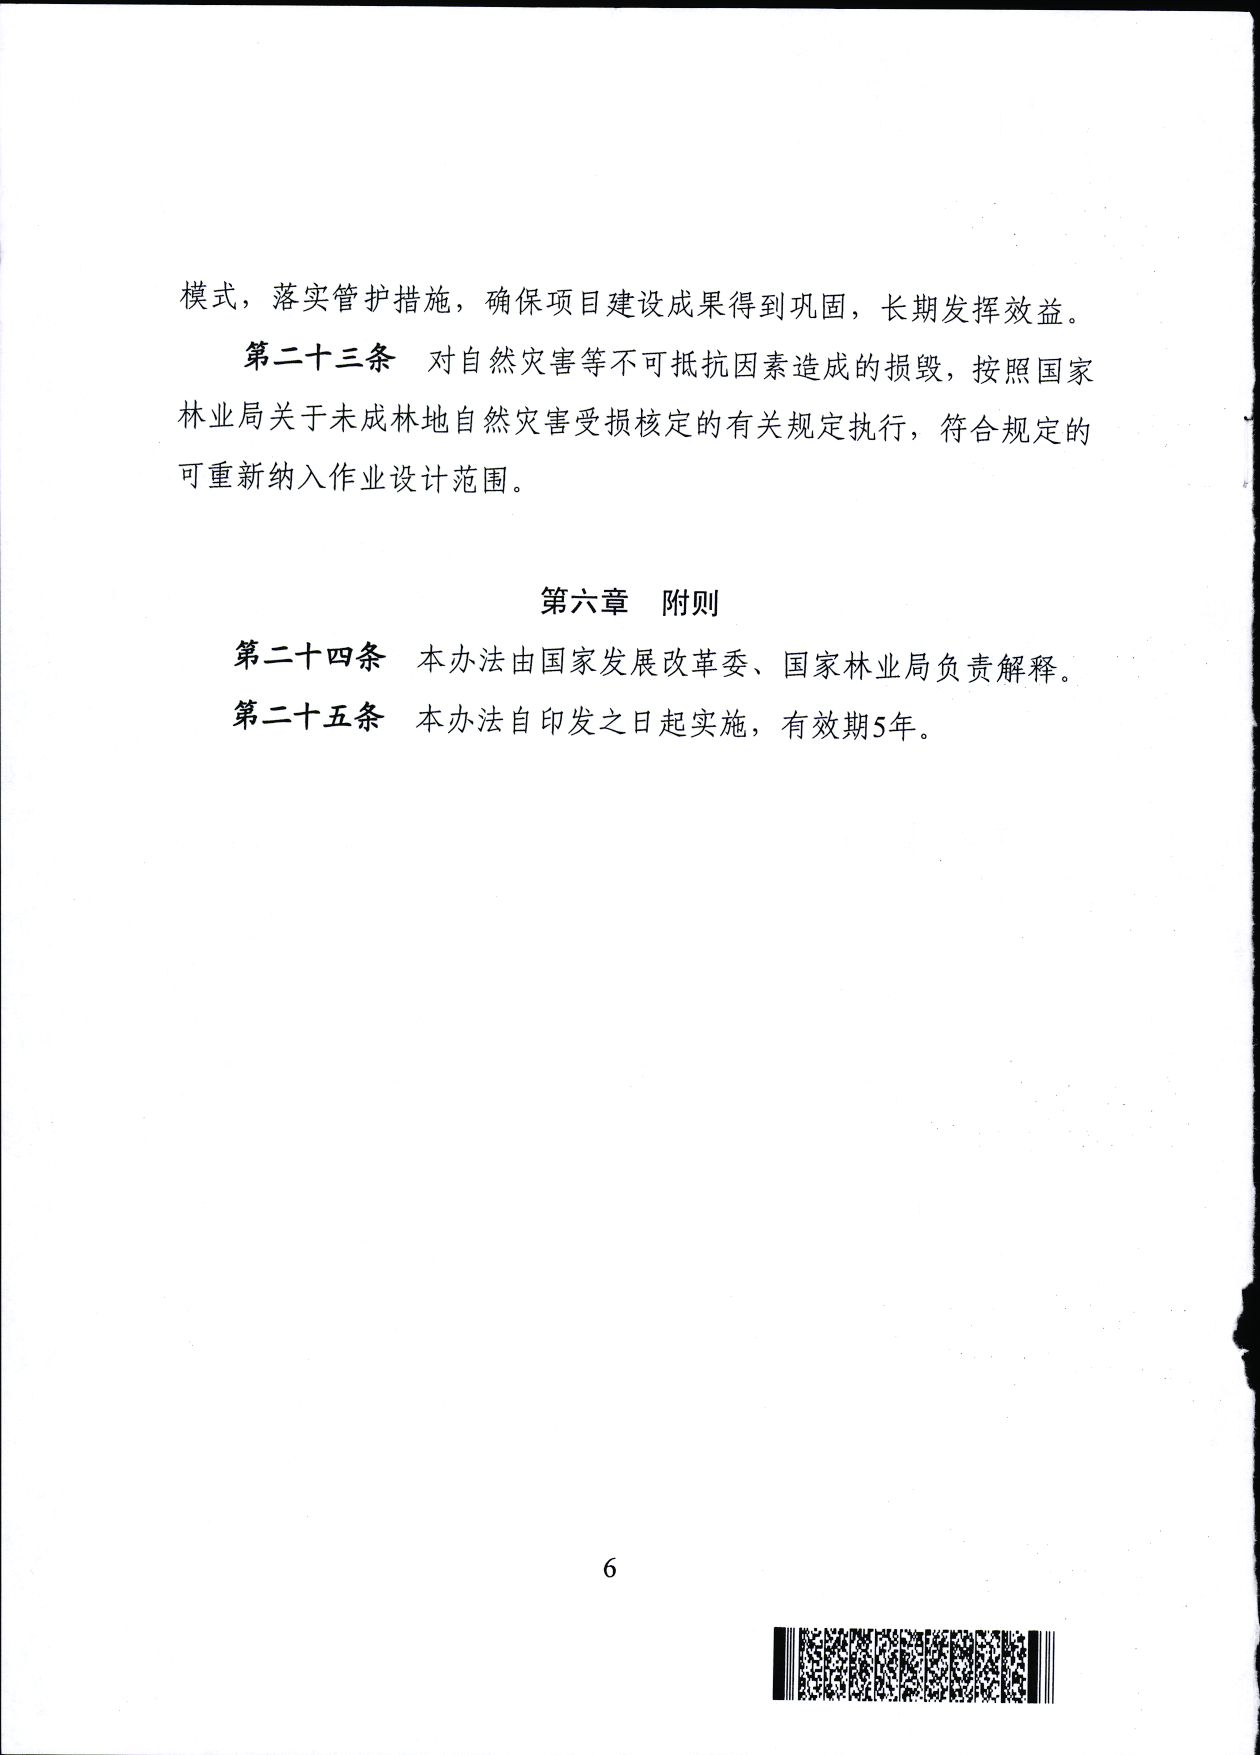 模式，落实管护措施，确保项目建设成果得到巩固，长期发挥效益。
第二十三条　对自然灾害等不可抵抗因素造成的损毁，按照国家
林业局关于未成林地自然灾害受损核定的有关规定执行，符合规定的
可重新纳入作业设计范围。
第六章　附则
第二十四条　本办法由国家发展改革委、国家林业局负责解释。
第二十五条　本办法自印发之日起实施，有效期5年。
6